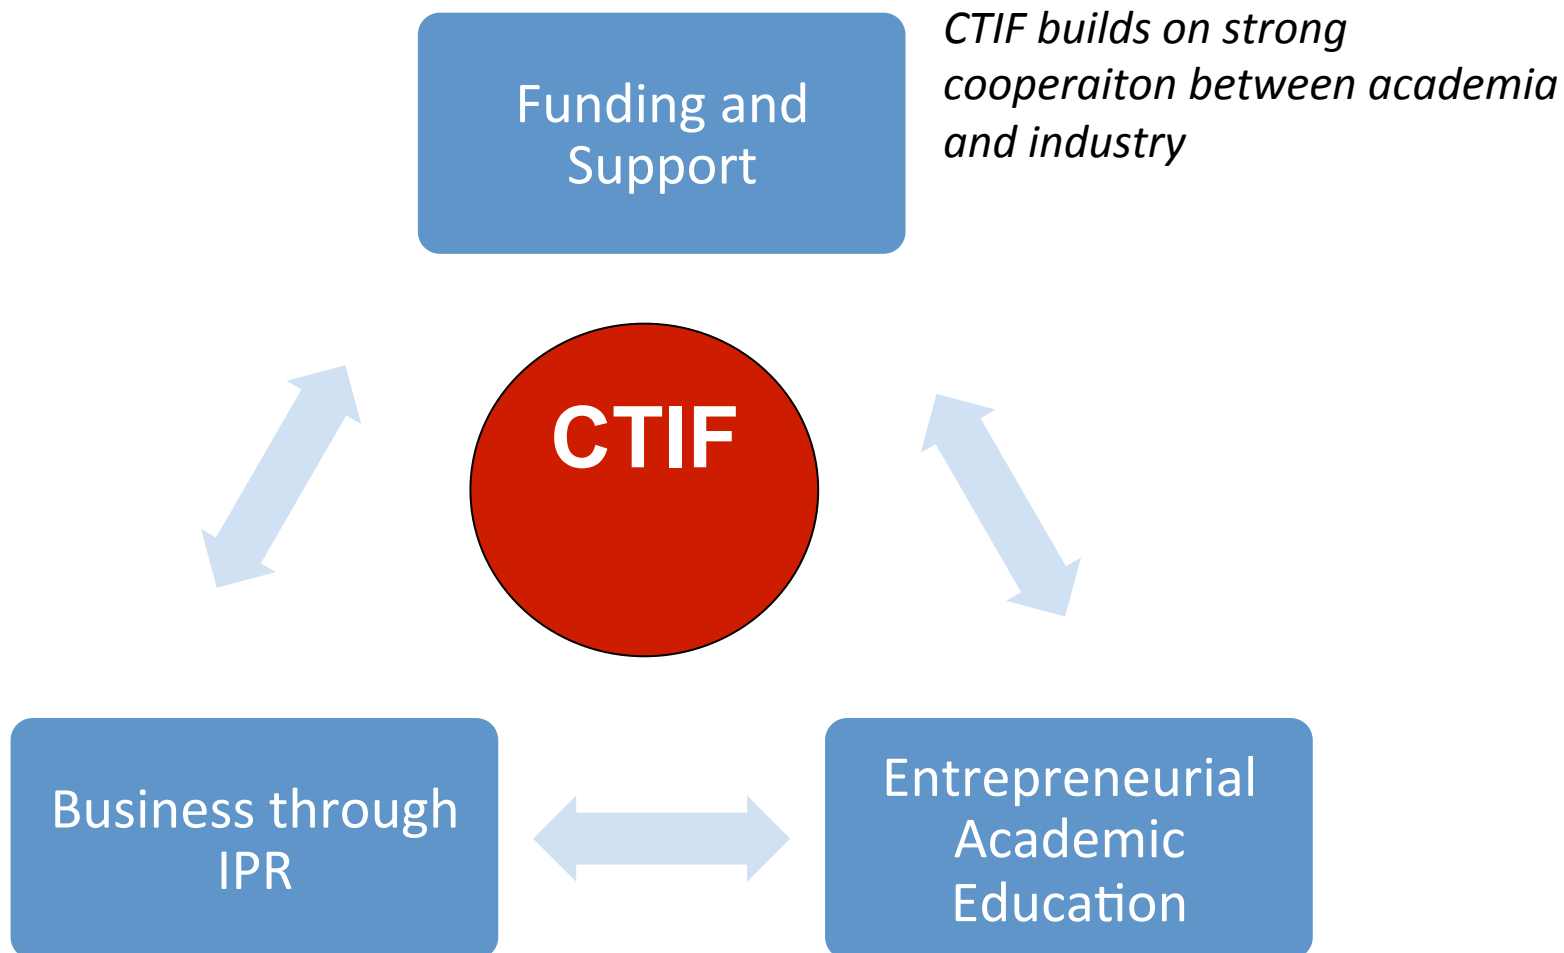 Funding and
Support
CTIF builds on strong
cooperaiton between academia
and industry
CTIF
Business through
IPR
Entrepreneurial
Academic
Education